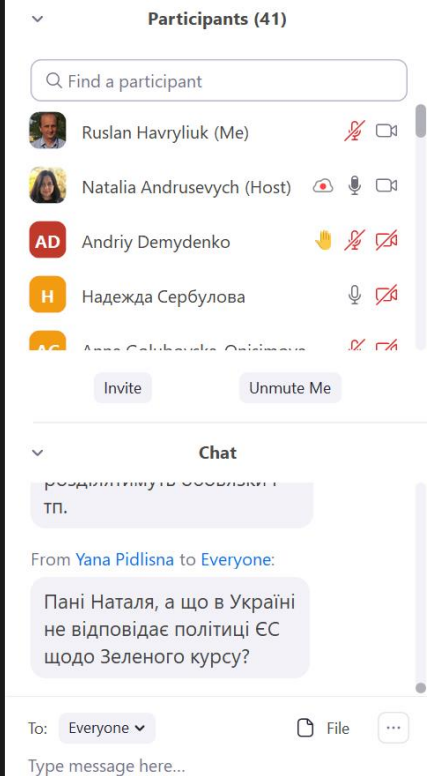 Participants (41)
Find a participant
Ruslan Havryliuk (Me)
Natalia Andrusevych (Host)
AD Andriy Demydenko
Н Надежда Сербулова
Invite Unmute Me
Chat
тп.
From Yana Pidlisna to Everyone:
Пані Наталя, а що в Україні
не відповідає політиці ЄС
щодо Зеленого курсу?
To: Everyone File ...
Type message here...